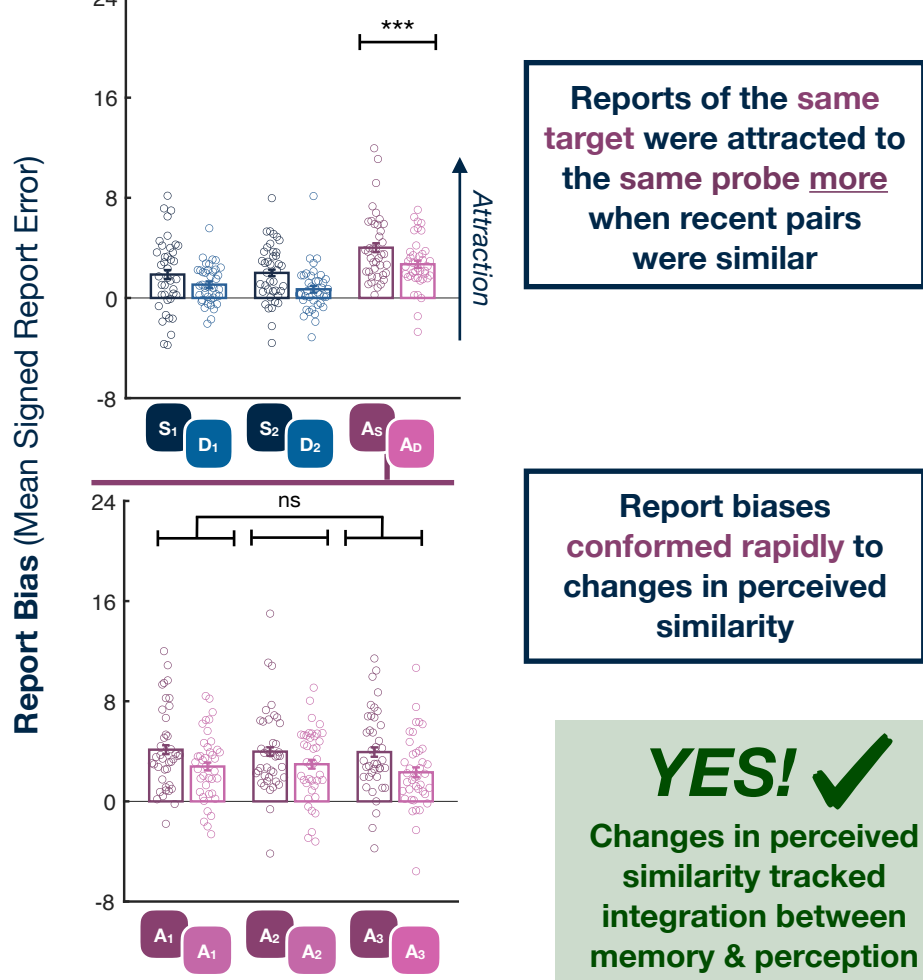 Report Bias (Mean Signed Report Error)
24
16
8
0
-8
***
Attraction
S1
D1
S2
D2
AS
AD
Reports of the same
target were attracted to
the same probe more
when recent pairs
were similar
24
16
8
0
-8
ns
A1
A1
A2
A2
A3
A3
Report biases
conformed rapidly to
changes in perceived
similarity
YES!
Changes in perceived
similarity tracked
integration between
memory & perception